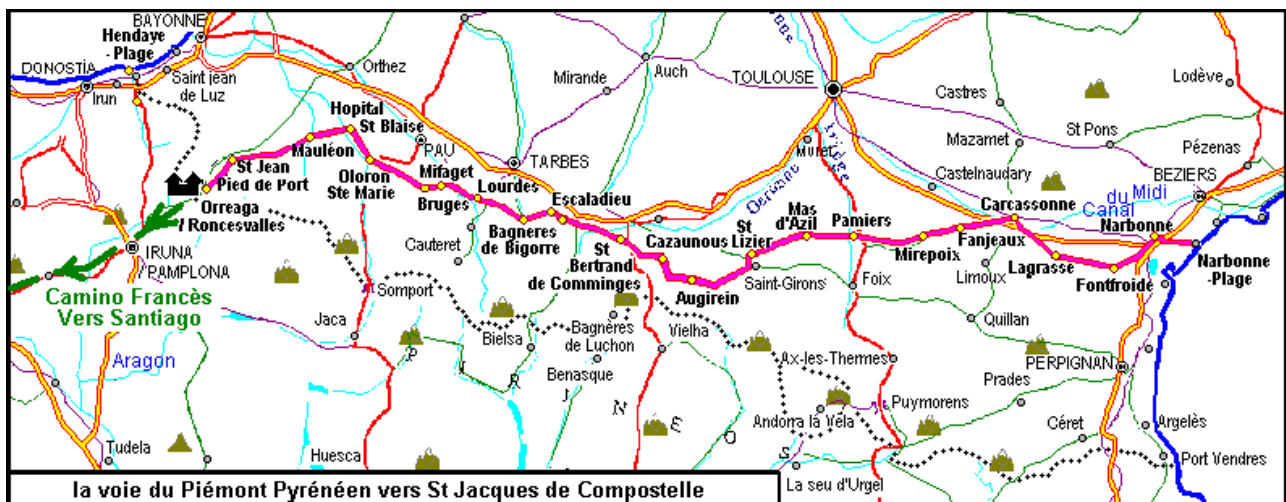 BAYONNE
Hendaye
-Plage
DONOSTIA
Saint jean
de Luz
Irun
Orthez
Mirande
Auch
TOULOUSE
Castres
Lodève
Mazamet
St Pons
Pézenas
BEZIERS
Hopital
St Blaise
PAU
TARBES
Muret
Ariège
Garonne
Castelnaudary
Canal
du Midi
Mauléon
St Jean
Pied de Port
Oloron
Ste Marie
Mifaget
Bruges
Lourdes
Escaladieu
Bagnères
de Bigorre
Cauteret
St
Bertrand
de Comminges
Cazaunous
St
Lizier
Mas
d'Azil
Pamiers
Mirepoix
Fanjeaux
Carcassonne
Narbonne
Narbonne
-Plage
Lagrasse
Fontfroide
Limoux
Orreaga
/ Roncesvalles
IRUNA
PAMPLONA
Camino Francès
Vers Santiago
Somport
Augirein
Saint-Girons
Foix
Quillan
Jaca
Bielsa
Bagnères
de Luchon
Benasque
Vielha
Ax-les-Thermes
PERPIGNAN
Prades
Puymorens
Andorra la Vela
Céret
Argelès
Port Vendres
Aragon
Tudela
Huesca
La seu d'Urgel
P I R I N E O S
la voie du Piémont Pyrénéen vers St Jacques de Compostelle